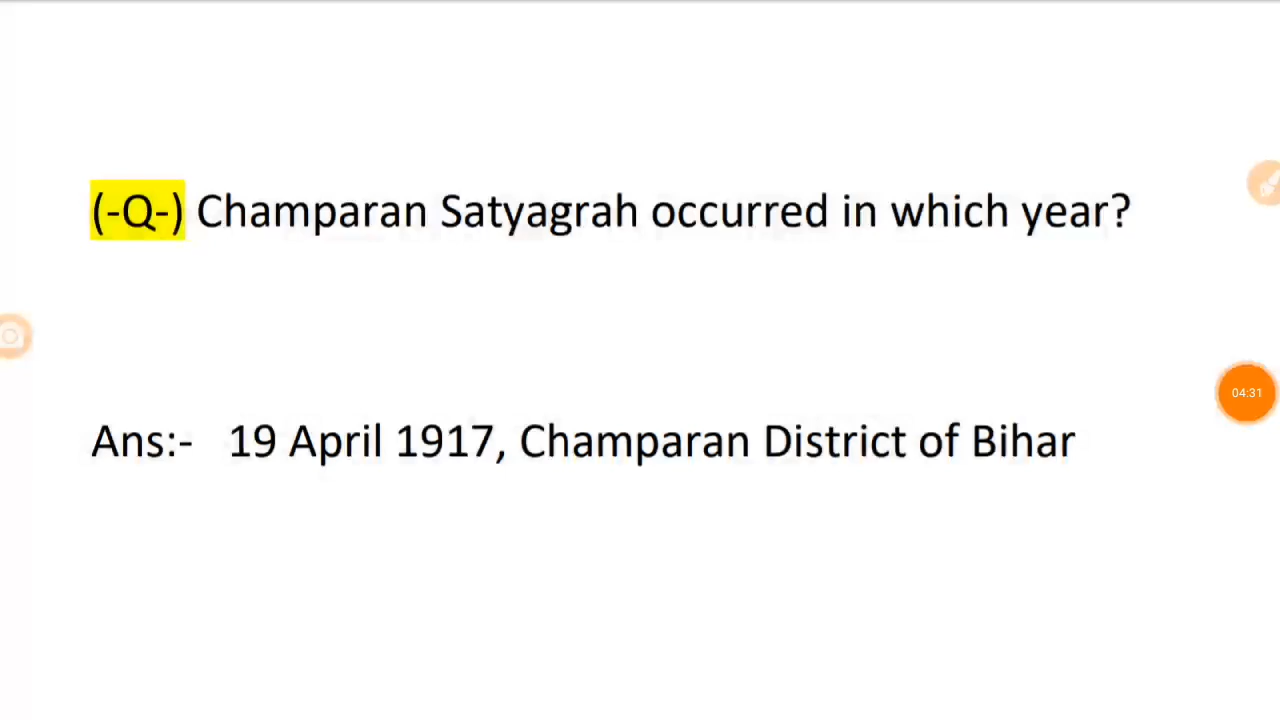 (-Q-) Champaran Satyagrah occurred in which year?
04:31
Ans:- 19 April 1917, Champaran District of Bihar